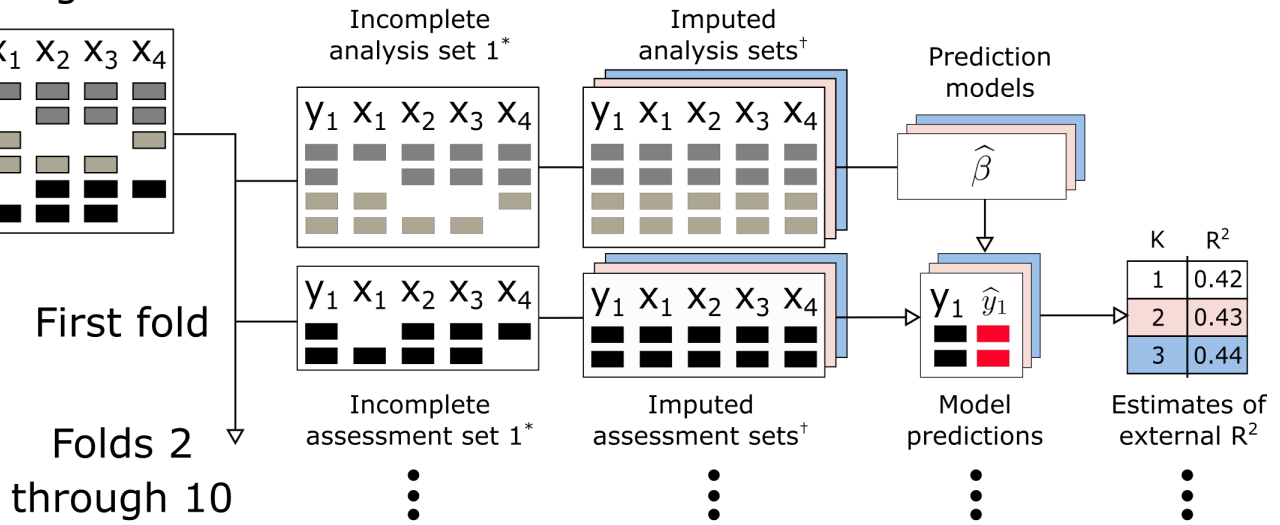 x₁ x₂ x₃ x₄
Incomplete
analysis set 1*
y₁ x₁ x₂ x₃ x₄
Imputed
analysis sets†
y₁ x₁ x₂ x₃ x₄
Prediction
models
β̂
First fold
y₁ x₁ x₂ x₃ x₄
Incomplete
assessment set 1*
y₁ x₁ x₂ x₃ x₄
Imputed
assessment sets†
y₁ ŷ₁
Model
predictions
K R²
1 0.42
2 0.43
3 0.44
Estimates of
external R²
Folds 2
through 10